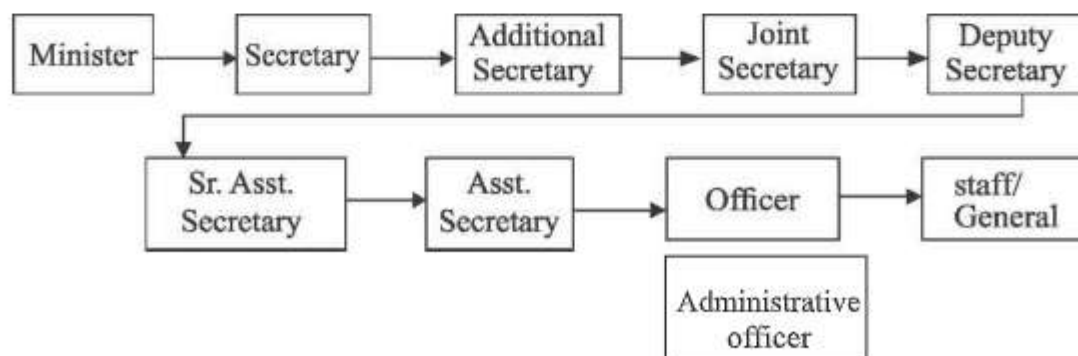 Minister
Secretary
Additional
Secretary
Joint
Secretary
Deputy
Secretary
Sr. Asst.
Secretary
Asst.
Secretary
Officer
staff/
General
Administrative
officer